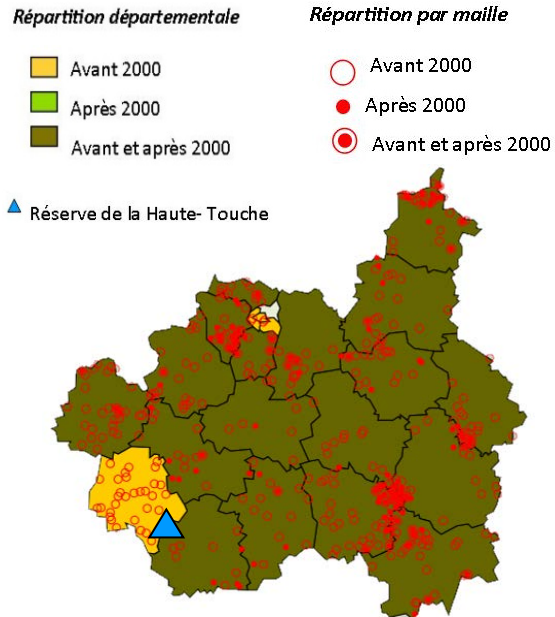 Répartition départementale
Avant 2000
Après 2000
Avant et après 2000
Réserve de la Haute- Touche
Répartition par maille
Avant 2000
Après 2000
Avant et après 2000